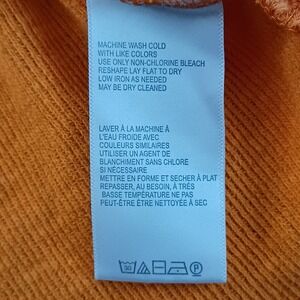 MACHINE WASH COLD
WITH LIKE COLORS
USE ONLY NON-CHLORINE BLEACH
RESHAPE LAY FLAT TO DRY
LOW IRON AS NEEDED
MAY BE DRY CLEANED
LAVER À LA MACHINE À
L'EAU FROIDE AVEC
COULEURS SIMILAIRES
UTILISER UN AGENT DE
BLANCHIMENT SANS CHLORE
SI NÉCESSAIRE
METTRE EN FORME ET SECHER À PLAT
REPASSER, AU BESOIN, À TRÈS
BASSE TEMPÉRATURE NE PAS
PEUT-ÊTRE ÊTRE NETTOYÉE À SEC
30
P